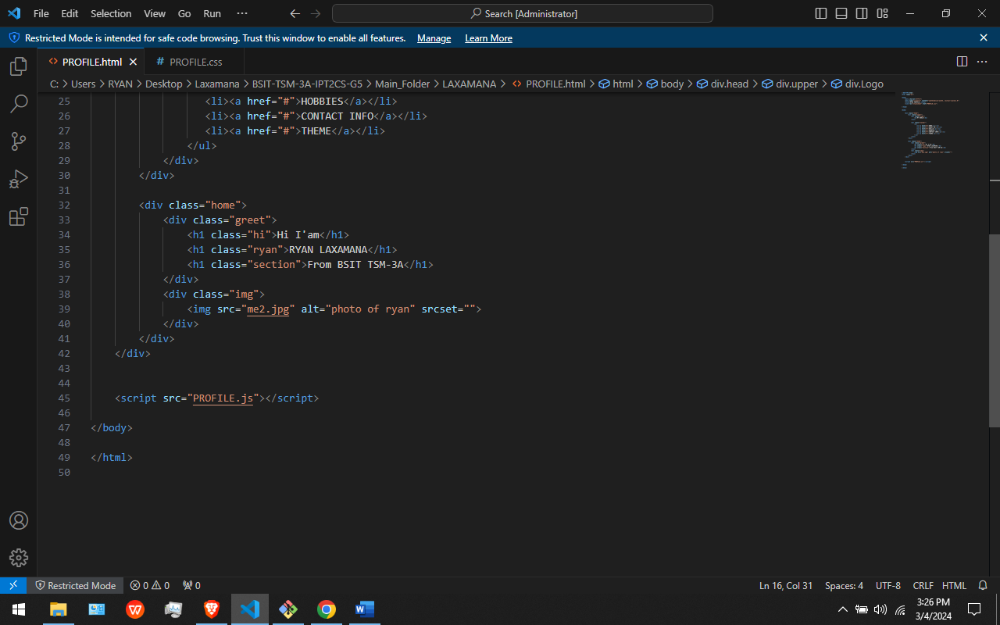 File Edit Selection View Go Run ··· Search [Administrator]
Restricted Mode is intended for safe code browsing. Trust this window to enable all features. Manage Learn More
PROFILE.html # PROFILE.css
C: > Users > RYAN > Desktop > Laxamana > BSIT-TSM-3A-IPT2CS-G5 > Main_Folder > LAXAMANA > PROFILE.html > html > body > div.head > div.upper > div.Logo
25 <li><a href="#">HOBBIES</a></li>
26 <li><a href="#">CONTACT INFO</a></li>
27 <li><a href="#">THEME</a></li>
28 </ul>
29 </div>
30 </div>
31
32 <div class="home">
33 <div class="greet">
34 <h1 class="hi">Hi I'am</h1>
35 <h1 class="ryan">RYAN LAXAMANA</h1>
36 <h1 class="section">From BSIT TSM-3A</h1>
37 </div>
38 <div class="img">
39 <img src="me2.jpg" alt="photo of ryan" srcset="">
40 </div>
41 </div>
42 </div>
43
44
45 <script src="PROFILE.js"></script>
46
47 </body>
48
49 </html>
50
Restricted Mode 0 0 0 Ln 16, Col 31 Spaces: 4 UTF-8 CRLF HTML
3:26 PM
3/4/2024